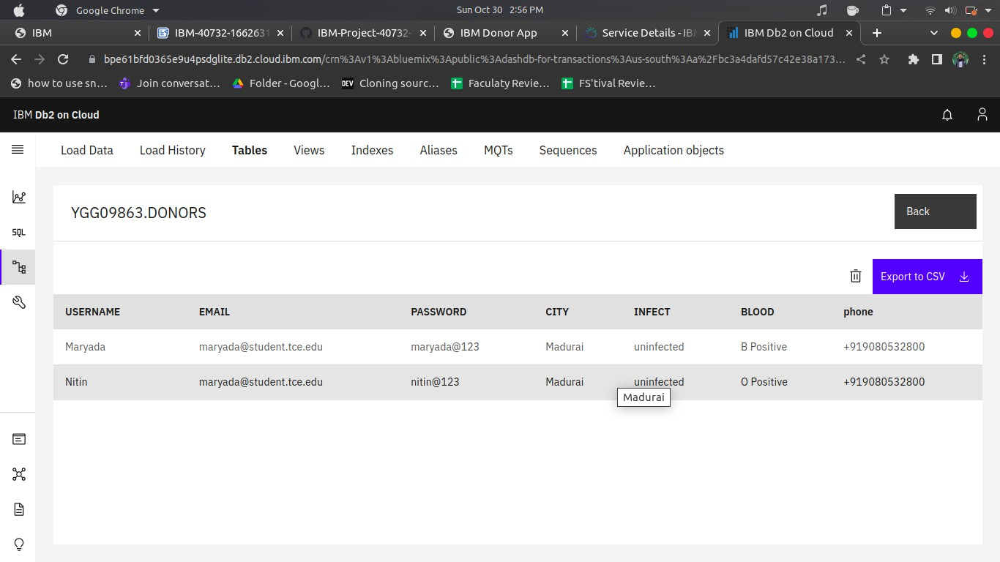 Google Chrome
Sun Oct 30 2:56 PM
IBM
IBM-40732-1662631
IBM-Project-40732-
IBM Donor App
Service Details - IBM
IBM Db2 on Cloud
bpe61bfd0365e9u4psdglite.db2.cloud.ibm.com/crn%3Av1%3Abluemix%3Apublic%3Adashdb-for-transactions%3Aus-south%3Aa%2Fbc3a4dafd57c42e38a173...
how to use sn...
Join conversat...
Folder - Googl...
DEV Cloning sourc...
Faculaty Revie...
FS'tival Revie...
IBM Db2 on Cloud
Load Data Load History Tables Views Indexes Aliases MQTs Sequences Application objects
SQL
YGG09863.DONORS
Back
Export to CSV
USERNAME EMAIL PASSWORD CITY INFECT BLOOD phone
Maryada maryada@student.tce.edu maryada@123 Madurai uninfected B Positive +919080532800
Nitin maryada@student.tce.edu nitin@123 Madurai uninfected O Positive +919080532800
Madurai